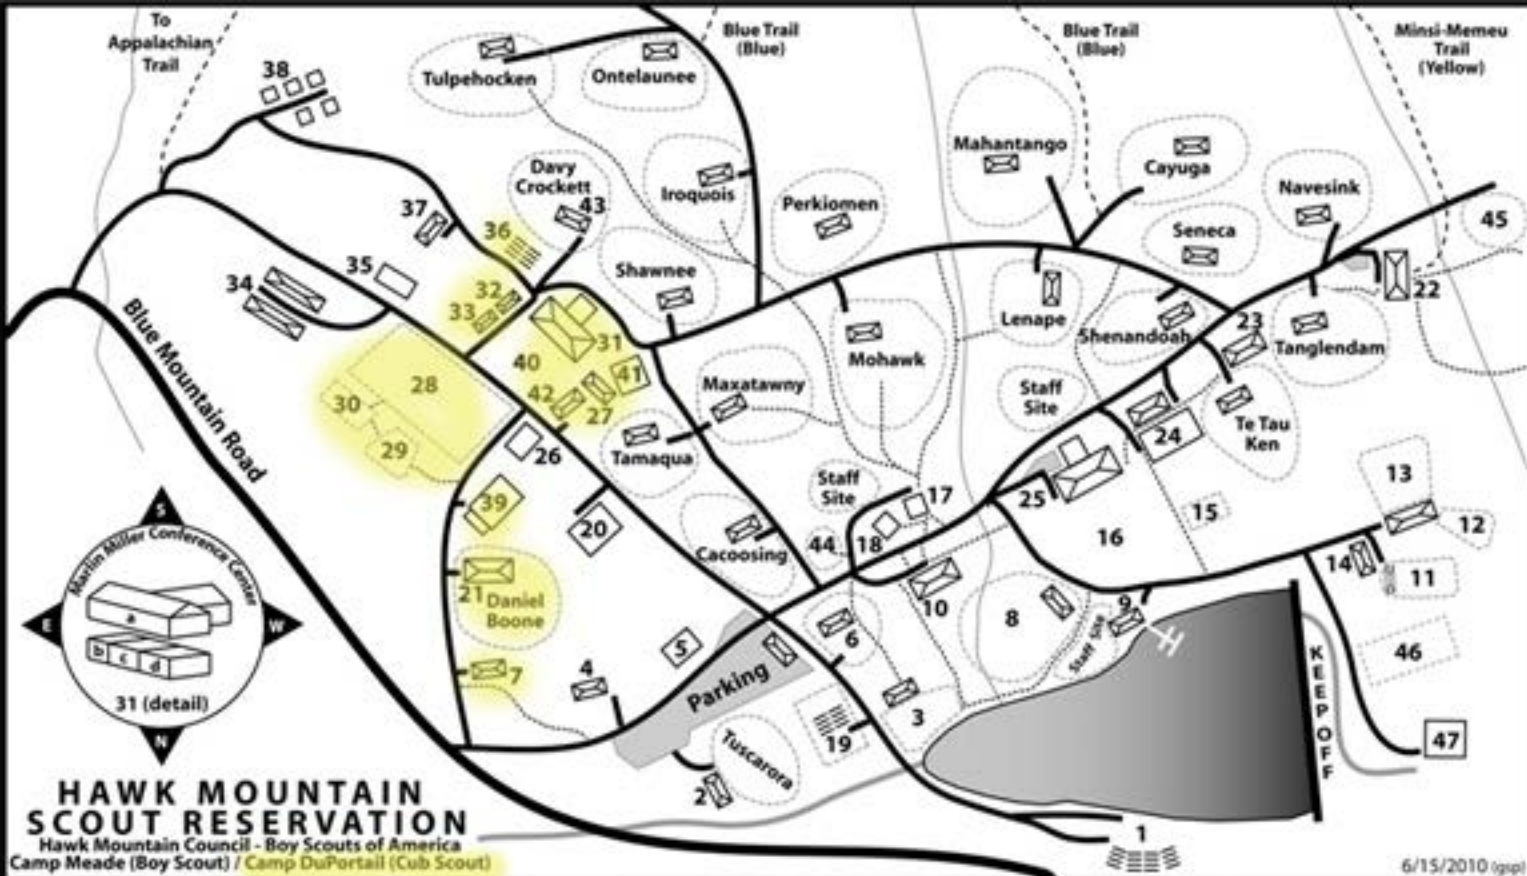 To
Appalachian
Trail
Blue Trail
(Blue)
Blue Trail
(Blue)
Minsi-Memeu
Trail
(Yellow)
38
Tulpehocken
Ontelaunee
Mahantango
Cayuga
Davy
Crockett
43
Iroquois
Perkiomen
Navesink
45
37
36
Seneca
35
34
32
33
Shawnee
22
Lenape
Shenandoah
23
Tanglendam
31
40
41
42
27
28
30
29
Mohawk
Maxatawny
Staff
Site
Te Tau
Ken
24
Blue Mountain Road
26
Tamaqua
13
39
20
Staff
Site
17
25
15
12
Cacoosing
44
18
16
14
11
Marlin Miller Conference
Center
S
E
W
N
a
b
c
d
31 (detail)
21
Daniel
Boone
10
8
9
Staff Site
6
46
7
4
5
Parking
3
19
KEEP OFF
47
Tuscarora
2
1
HAWK MOUNTAIN
SCOUT RESERVATION
Hawk Mountain Council - Boy Scouts of America
Camp Meade (Boy Scout) / Camp DuPortail (Cub Scout)
6/15/2010 (gsp)